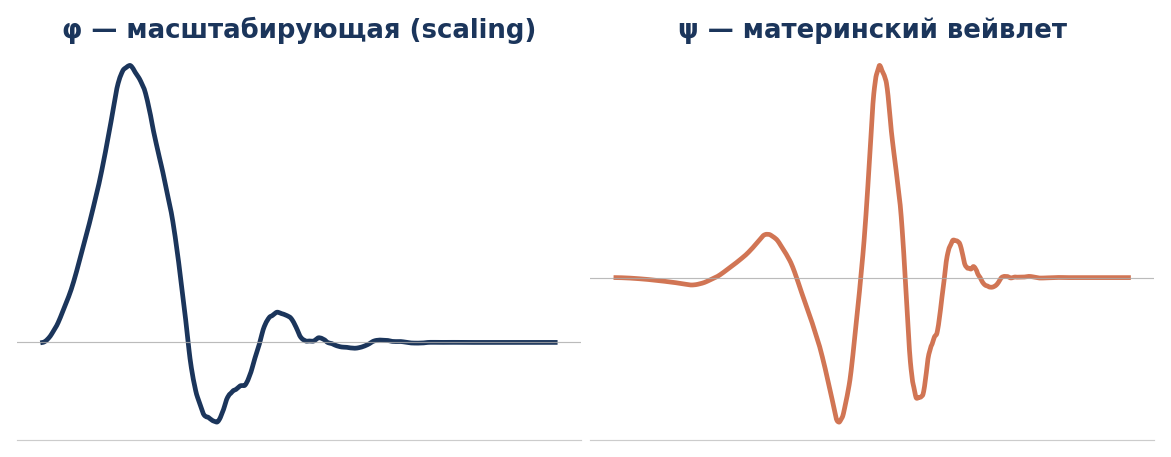 φ — масштабирующая (scaling)
ψ — материнский вейвлет